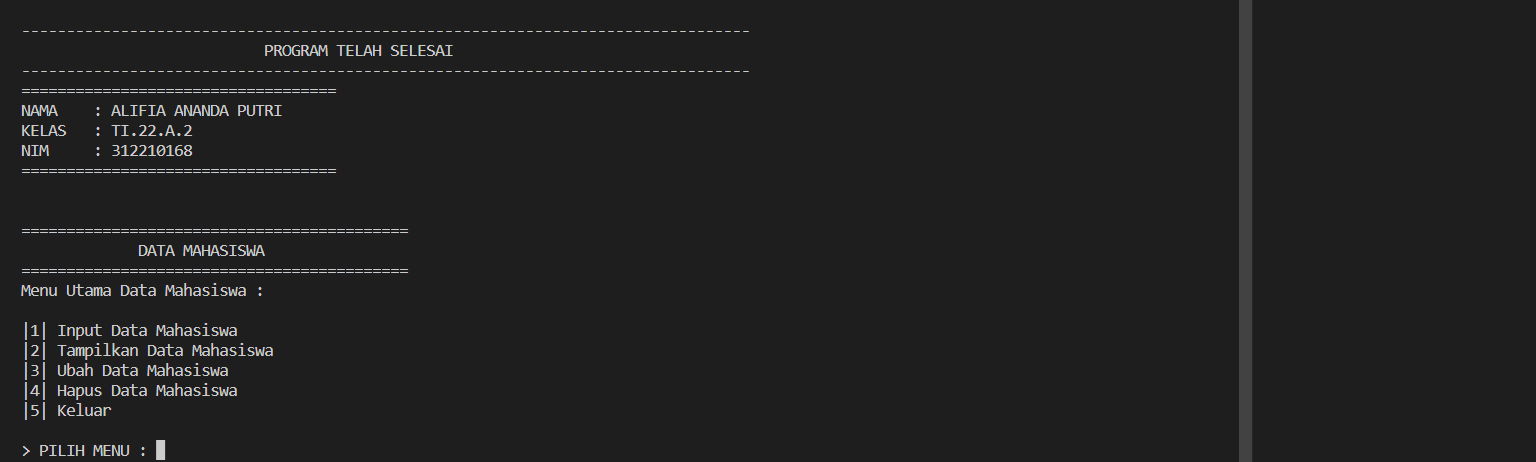 ---------------------------------------------------------------------------------
PROGRAM TELAH SELESAI
---------------------------------------------------------------------------------
===================================
NAMA    : ALIFIA ANANDA PUTRI
KELAS   : TI.22.A.2
NIM     : 312210168
===================================
===========================================
DATA MAHASISWA
===========================================
Menu Utama Data Mahasiswa :
|1| Input Data Mahasiswa
|2| Tampilkan Data Mahasiswa
|3| Ubah Data Mahasiswa
|4| Hapus Data Mahasiswa
|5| Keluar
> PILIH MENU :